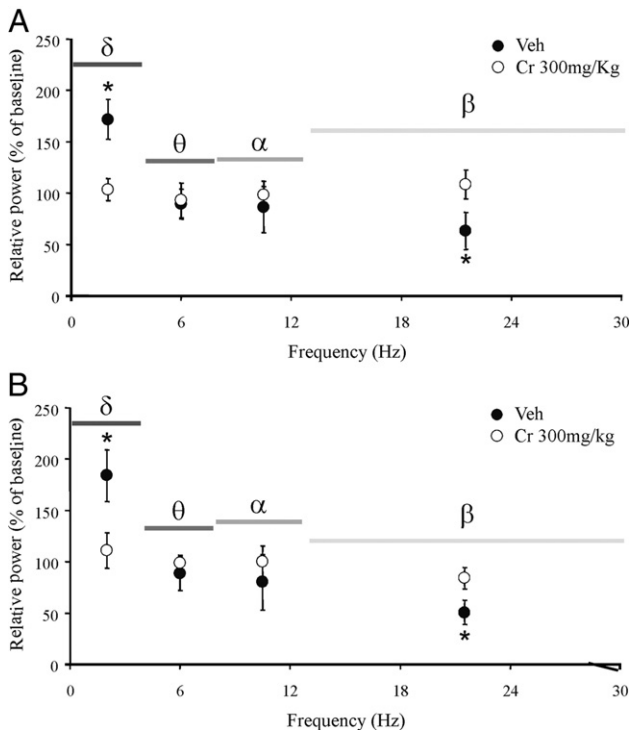 A
250
200
150
100
50
0
Relative power (% of baseline)
δ
*
θ
α
β
*
Veh
Cr 300mg/Kg
0 6 12 18 24 30
Frequency (Hz)
B
250
200
150
100
50
0
Relative power (% of baseline)
δ
*
θ
α
β
*
Veh
Cr 300mg/kg
0 6 12 18 24 30
Frequency (Hz)